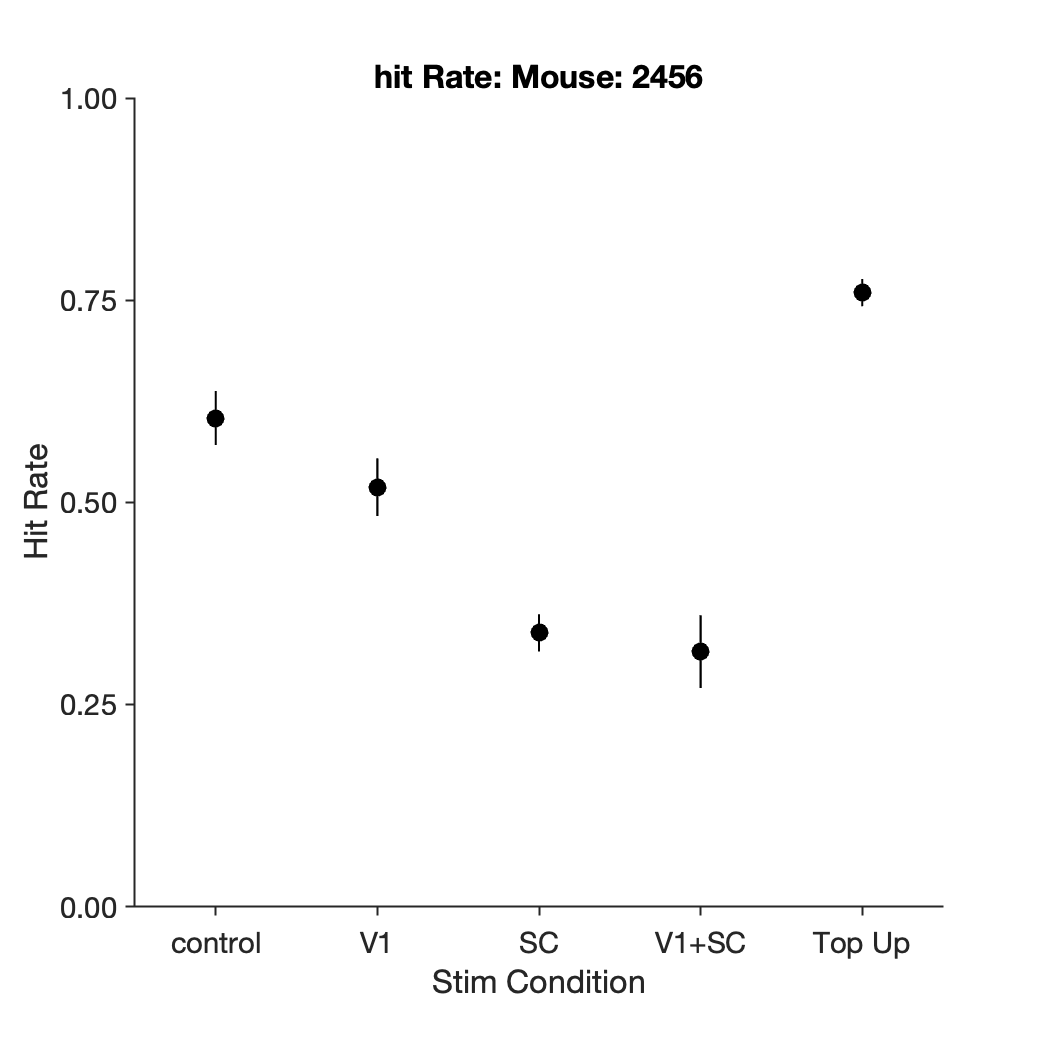 hit Rate: Mouse: 2456
1.00
0.75
0.50
0.25
0.00
Hit Rate
control V1 SC V1+SC Top Up
Stim Condition